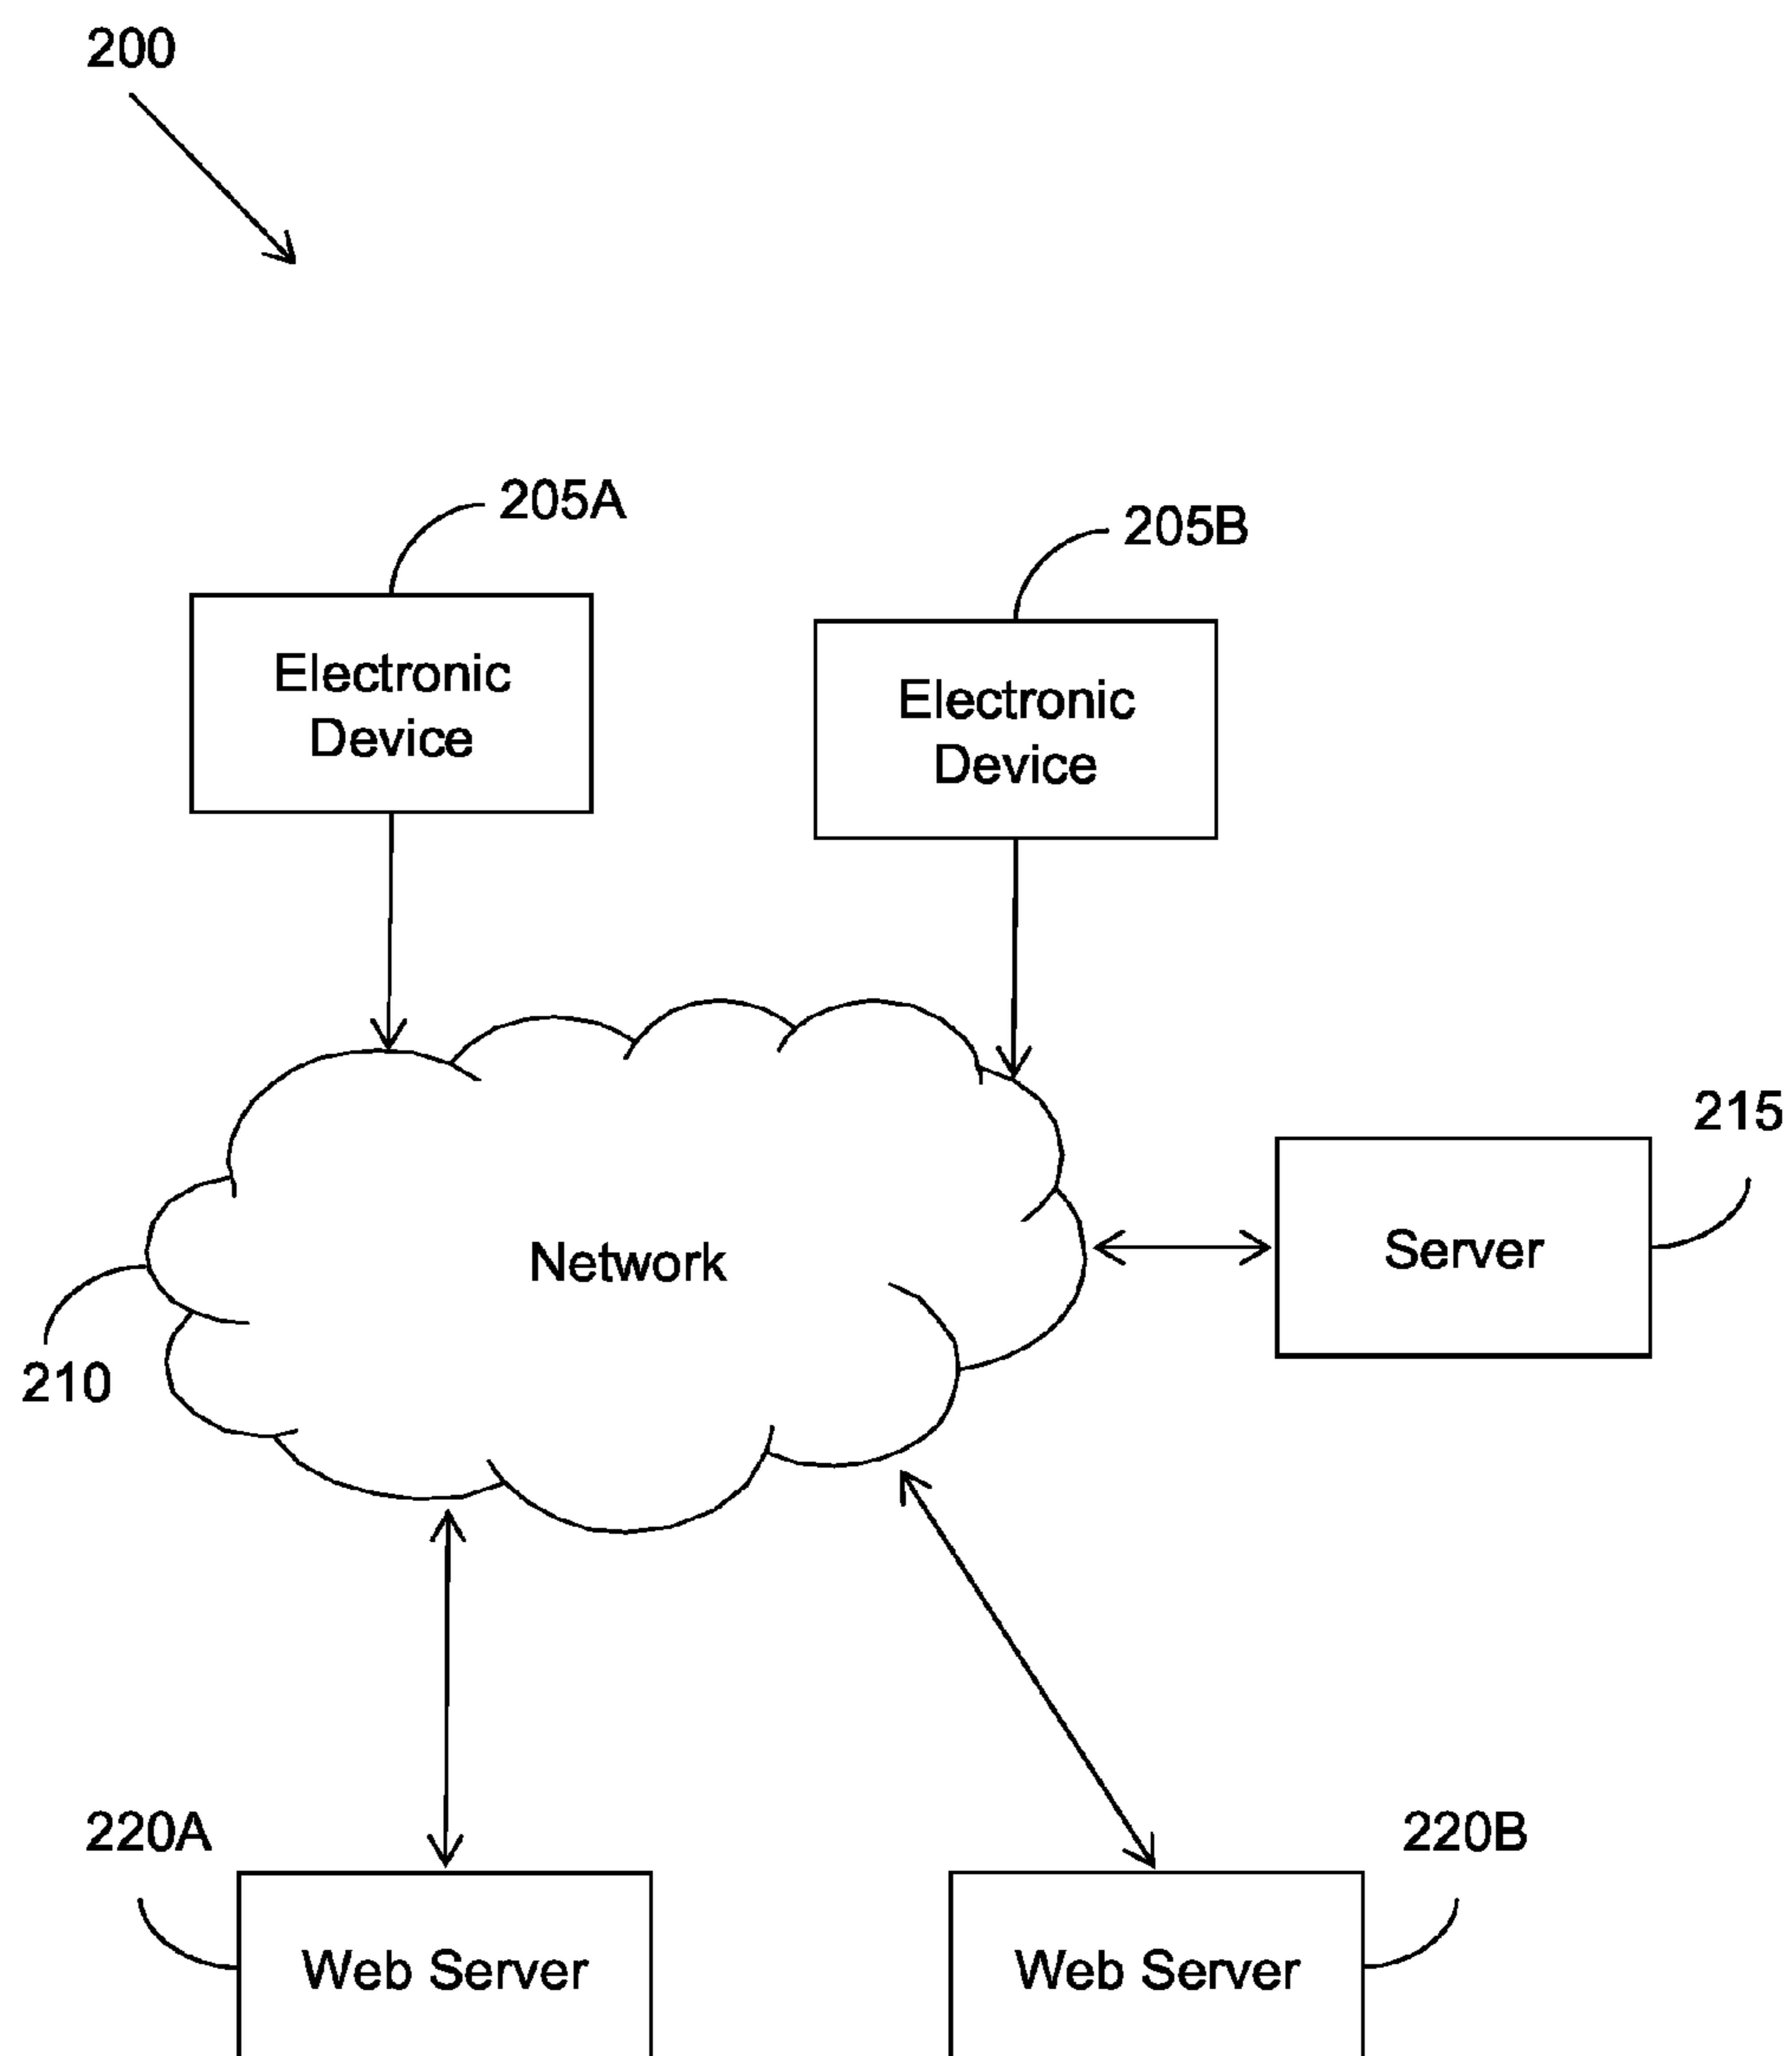 200
205A
205B
Electronic
Device
Electronic
Device
215
Network
Server
210
220A
220B
Web Server
Web Server